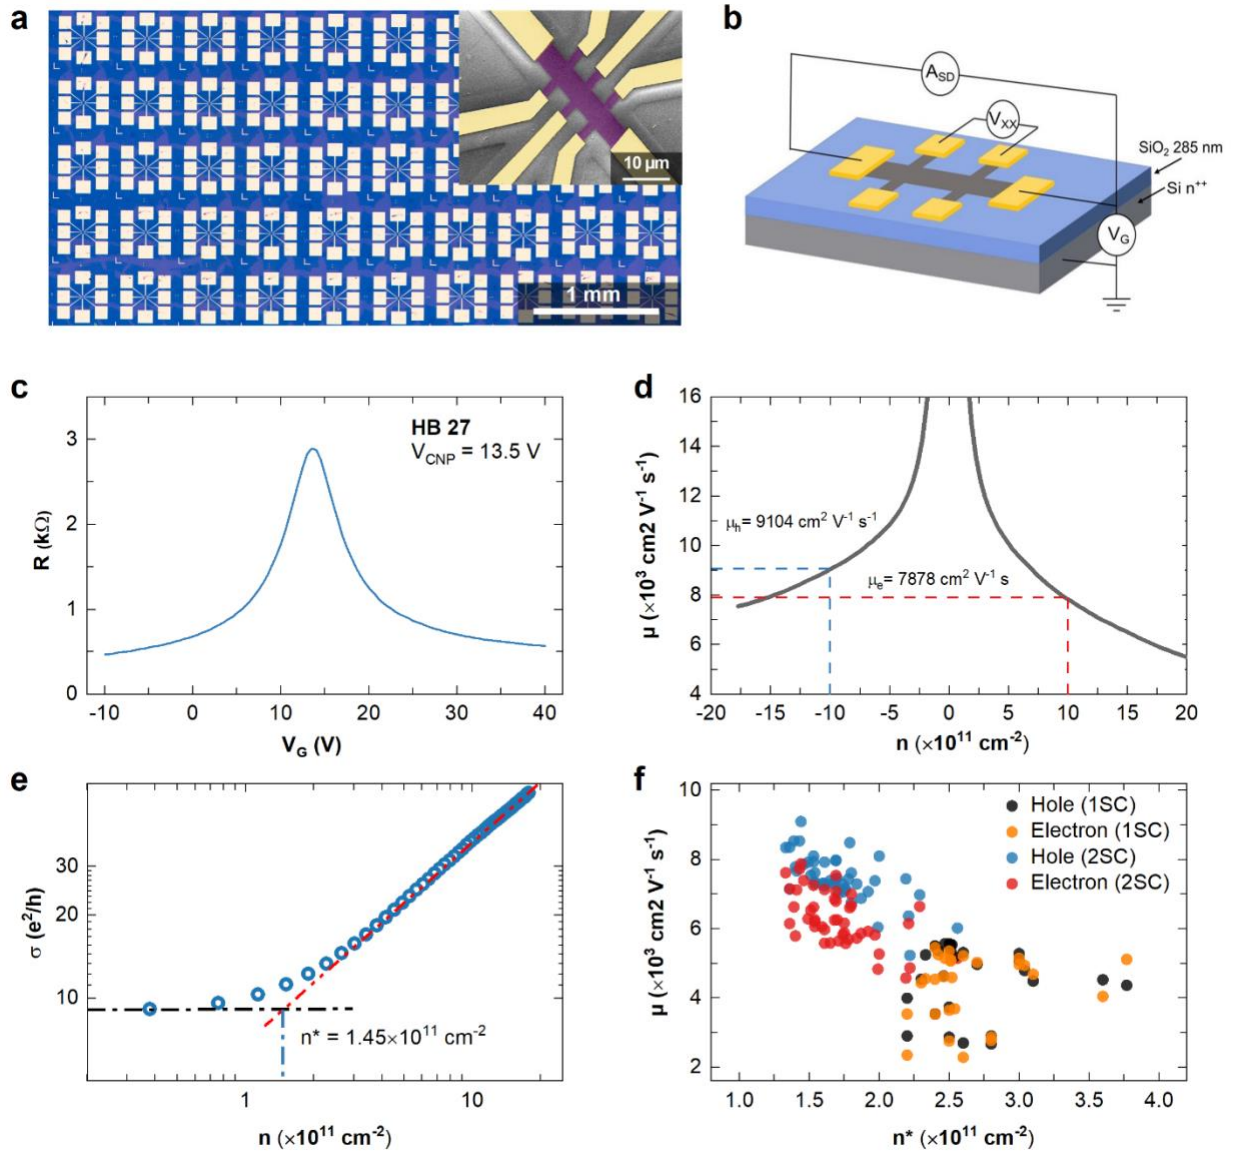 a
10 µm
1 mm
b
A_SD
V_XX
SiO₂ 285 nm
Si n⁺⁺
V_G
c
HB 27
V_CNP = 13.5 V
3
2
1
0
R (kΩ)
-10 0 10 20 30 40
V_G (V)
d
16
14
12
10
8
6
4
µ (×10³ cm2 V⁻¹ s⁻¹)
µ_h= 9104 cm² V⁻¹ s⁻¹
µ_e= 7878 cm² V⁻¹ s
-20 -15 -10 -5 0 5 10 15 20
n (×10¹¹ cm⁻²)
e
30
20
10
σ (e²/h)
n* = 1.45×10¹¹ cm⁻²
1 10
n (×10¹¹ cm⁻²)
f
10
8
6
4
2
µ (×10³ cm2 V⁻¹ s⁻¹)
Hole (1SC)
Electron (1SC)
Hole (2SC)
Electron (2SC)
1.0 1.5 2.0 2.5 3.0 3.5 4.0
n* (×10¹¹ cm⁻²)